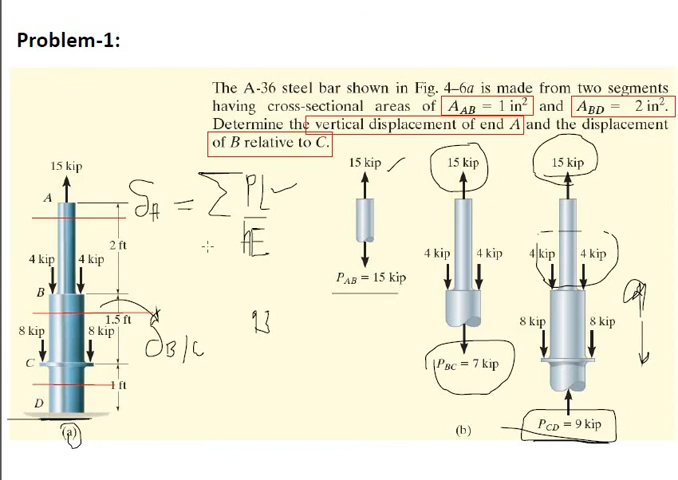 Problem-1:
The A-36 steel bar shown in Fig. 4–6a is made from two segments
having cross-sectional areas of A_AB = 1 in² and A_BD = 2 in².
Determine the vertical displacement of end A and the displacement
of B relative to C.
15 kip
A
2 ft
4 kip 4 kip
B
1.5 ft
8 kip 8 kip
C
1 ft
D
(a)
δ_A = Σ PL/AE
δB/C
15 kip
P_AB = 15 kip
15 kip
4 kip 4 kip
P_BC = 7 kip
(b)
15 kip
4 kip 4 kip
8 kip 8 kip
P_CD = 9 kip